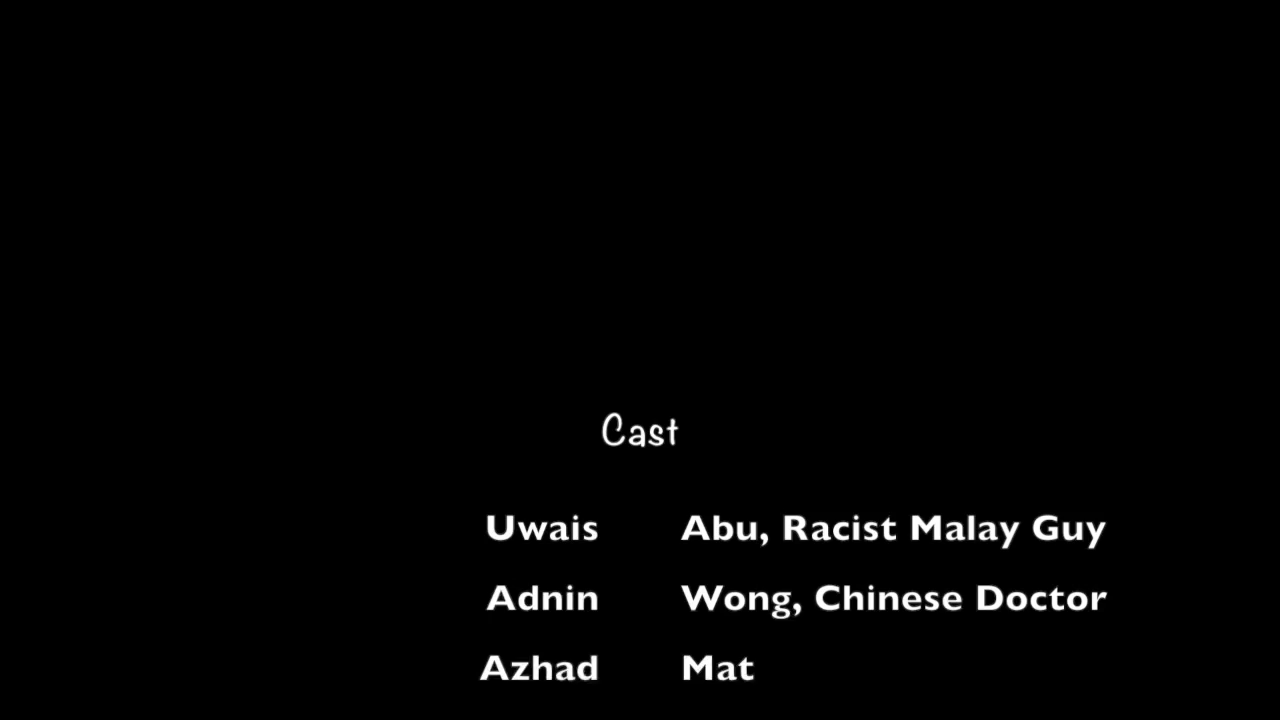 Cast
Uwais Abu, Racist Malay Guy
Adnin Wong, Chinese Doctor
Azhad Mat